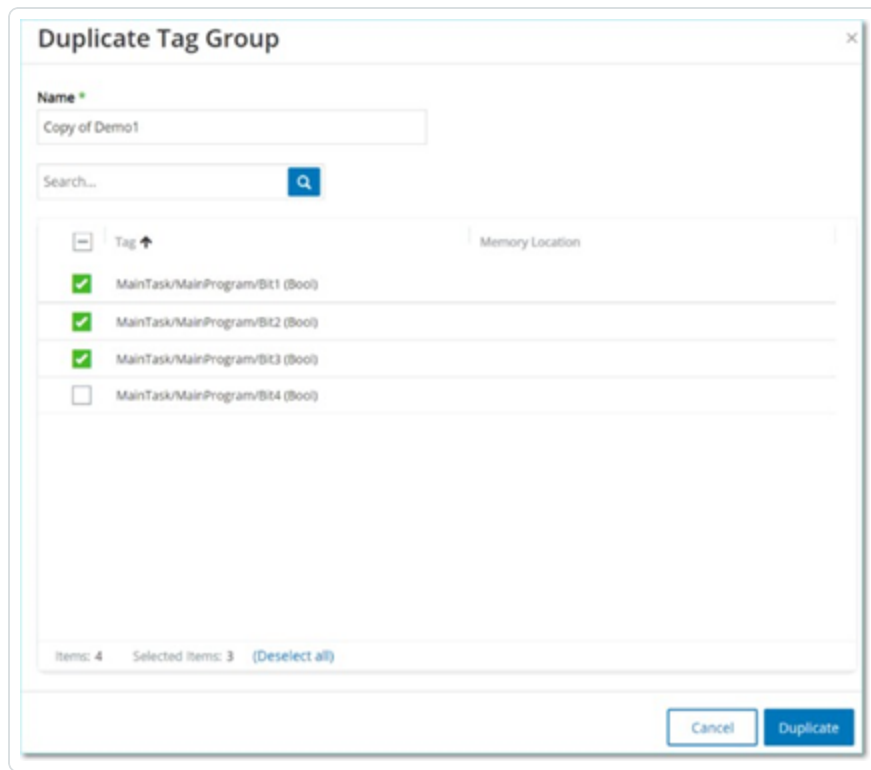 Duplicate Tag Group
Name *
Copy of Demo1
Search...
Tag Memory Location
MainTask/MainProgram/Bit1 (Bool)
MainTask/MainProgram/Bit2 (Bool)
MainTask/MainProgram/Bit3 (Bool)
MainTask/MainProgram/Bit4 (Bool)
Items: 4 Selected Items: 3 (Deselect all)
Cancel Duplicate